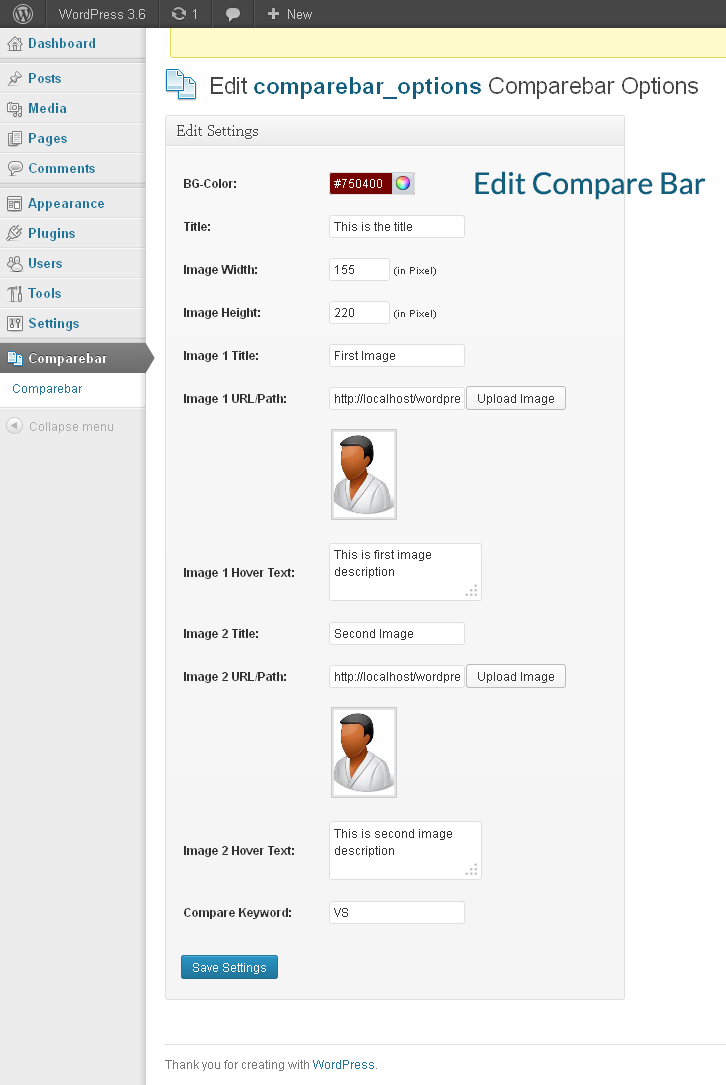 WordPress 3.6 1 New
Dashboard
Posts
Media
Pages
Comments
Appearance
Plugins
Users
Tools
Settings
Comparebar
Comparebar
Collapse menu
Edit comparebar_options Comparebar Options
Edit Settings
Edit Compare Bar
BG-Color: #750400
Title: This is the title
Image Width: 155 (in Pixel)
Image Height: 220 (in Pixel)
Image 1 Title: First Image
Image 1 URL/Path: http://localhost/wordpre Upload Image
Image 1 Hover Text: This is first image
description
Image 2 Title: Second Image
Image 2 URL/Path: http://localhost/wordpre Upload Image
Image 2 Hover Text: This is second image
description
Compare Keyword: VS
Save Settings
Thank you for creating with WordPress.